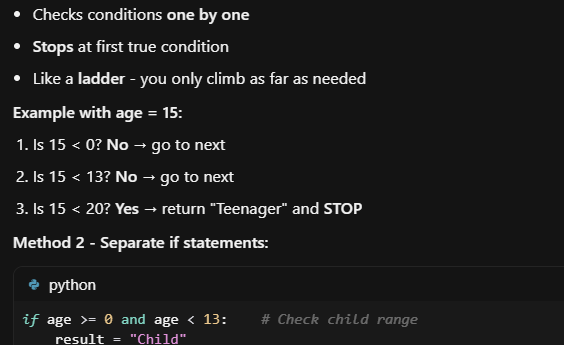 • Checks conditions one by one
• Stops at first true condition
• Like a ladder - you only climb as far as needed
Example with age = 15:
1. Is 15 < 0? No → go to next
2. Is 15 < 13? No → go to next
3. Is 15 < 20? Yes → return "Teenager" and STOP
Method 2 - Separate if statements:
python
if age >= 0 and age < 13:    # Check child range
    result = "Child"